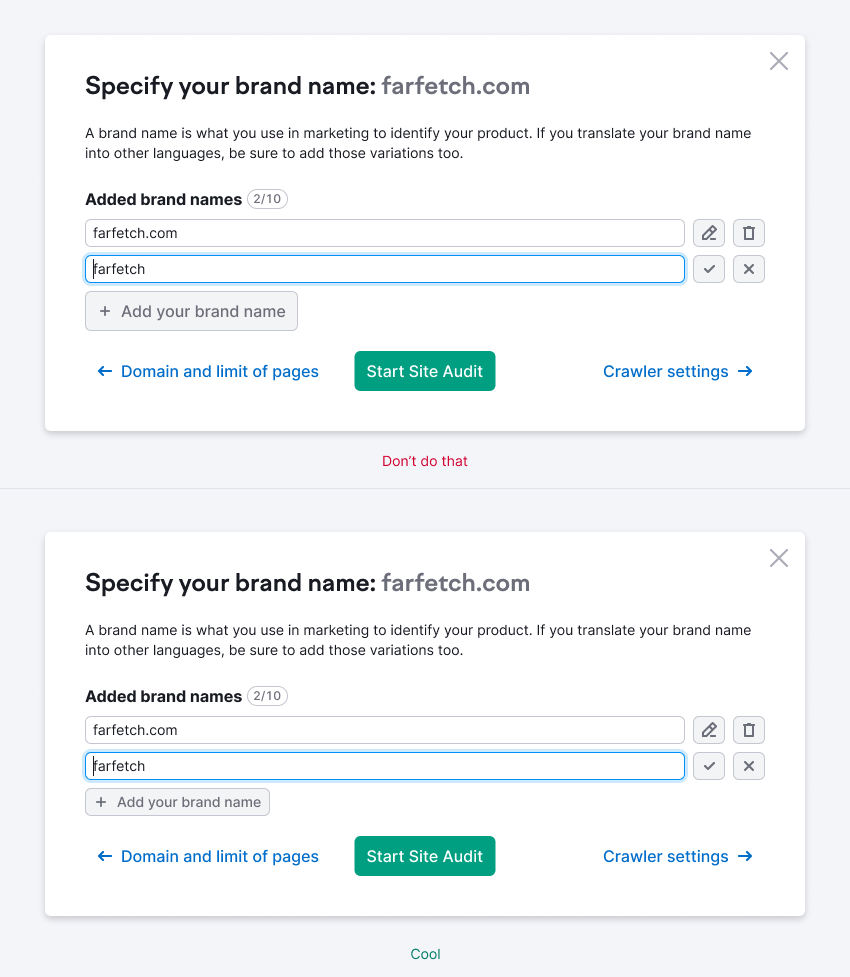 Specify your brand name: farfetch.com
A brand name is what you use in marketing to identify your product. If you translate your brand name
into other languages, be sure to add those variations too.
Added brand names 2/10
farfetch.com
farfetch
+ Add your brand name
← Domain and limit of pages
Start Site Audit
Crawler settings →
Don't do that
Specify your brand name: farfetch.com
A brand name is what you use in marketing to identify your product. If you translate your brand name
into other languages, be sure to add those variations too.
Added brand names 2/10
farfetch.com
farfetch
+ Add your brand name
← Domain and limit of pages
Start Site Audit
Crawler settings →
Cool